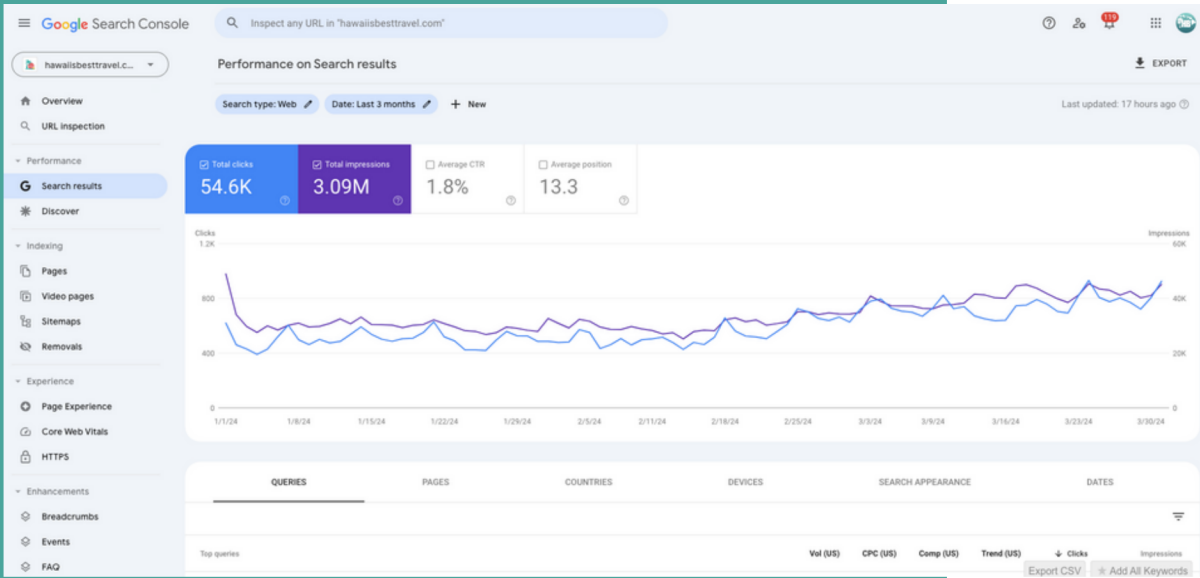 Google Search Console
Inspect any URL in "hawaiisbesttravel.com"
119
hawaiisbesttravel.c...
Performance on Search results
EXPORT
Search type: Web
Date: Last 3 months
+ New
Last updated: 17 hours ago
Overview
URL inspection
Performance
Search results
Discover
Indexing
Pages
Video pages
Sitemaps
Removals
Experience
Page Experience
Core Web Vitals
HTTPS
Enhancements
Breadcrumbs
Events
FAQ
Total clicks
54.6K
Total impressions
3.09M
Average CTR
1.8%
Average position
13.3
Clicks
Impressions
1.2K
60K
800
40K
400
20K
0
0
1/1/24 1/8/24 1/15/24 1/22/24 1/29/24 2/5/24 2/11/24 2/18/24 2/25/24 3/3/24 3/9/24 3/16/24 3/23/24 3/30/24
QUERIES PAGES COUNTRIES DEVICES SEARCH APPEARANCE DATES
Top queries Vol (US) CPC (US) Comp (US) Trend (US) Clicks Impressions
Export CSV
Add All Keywords